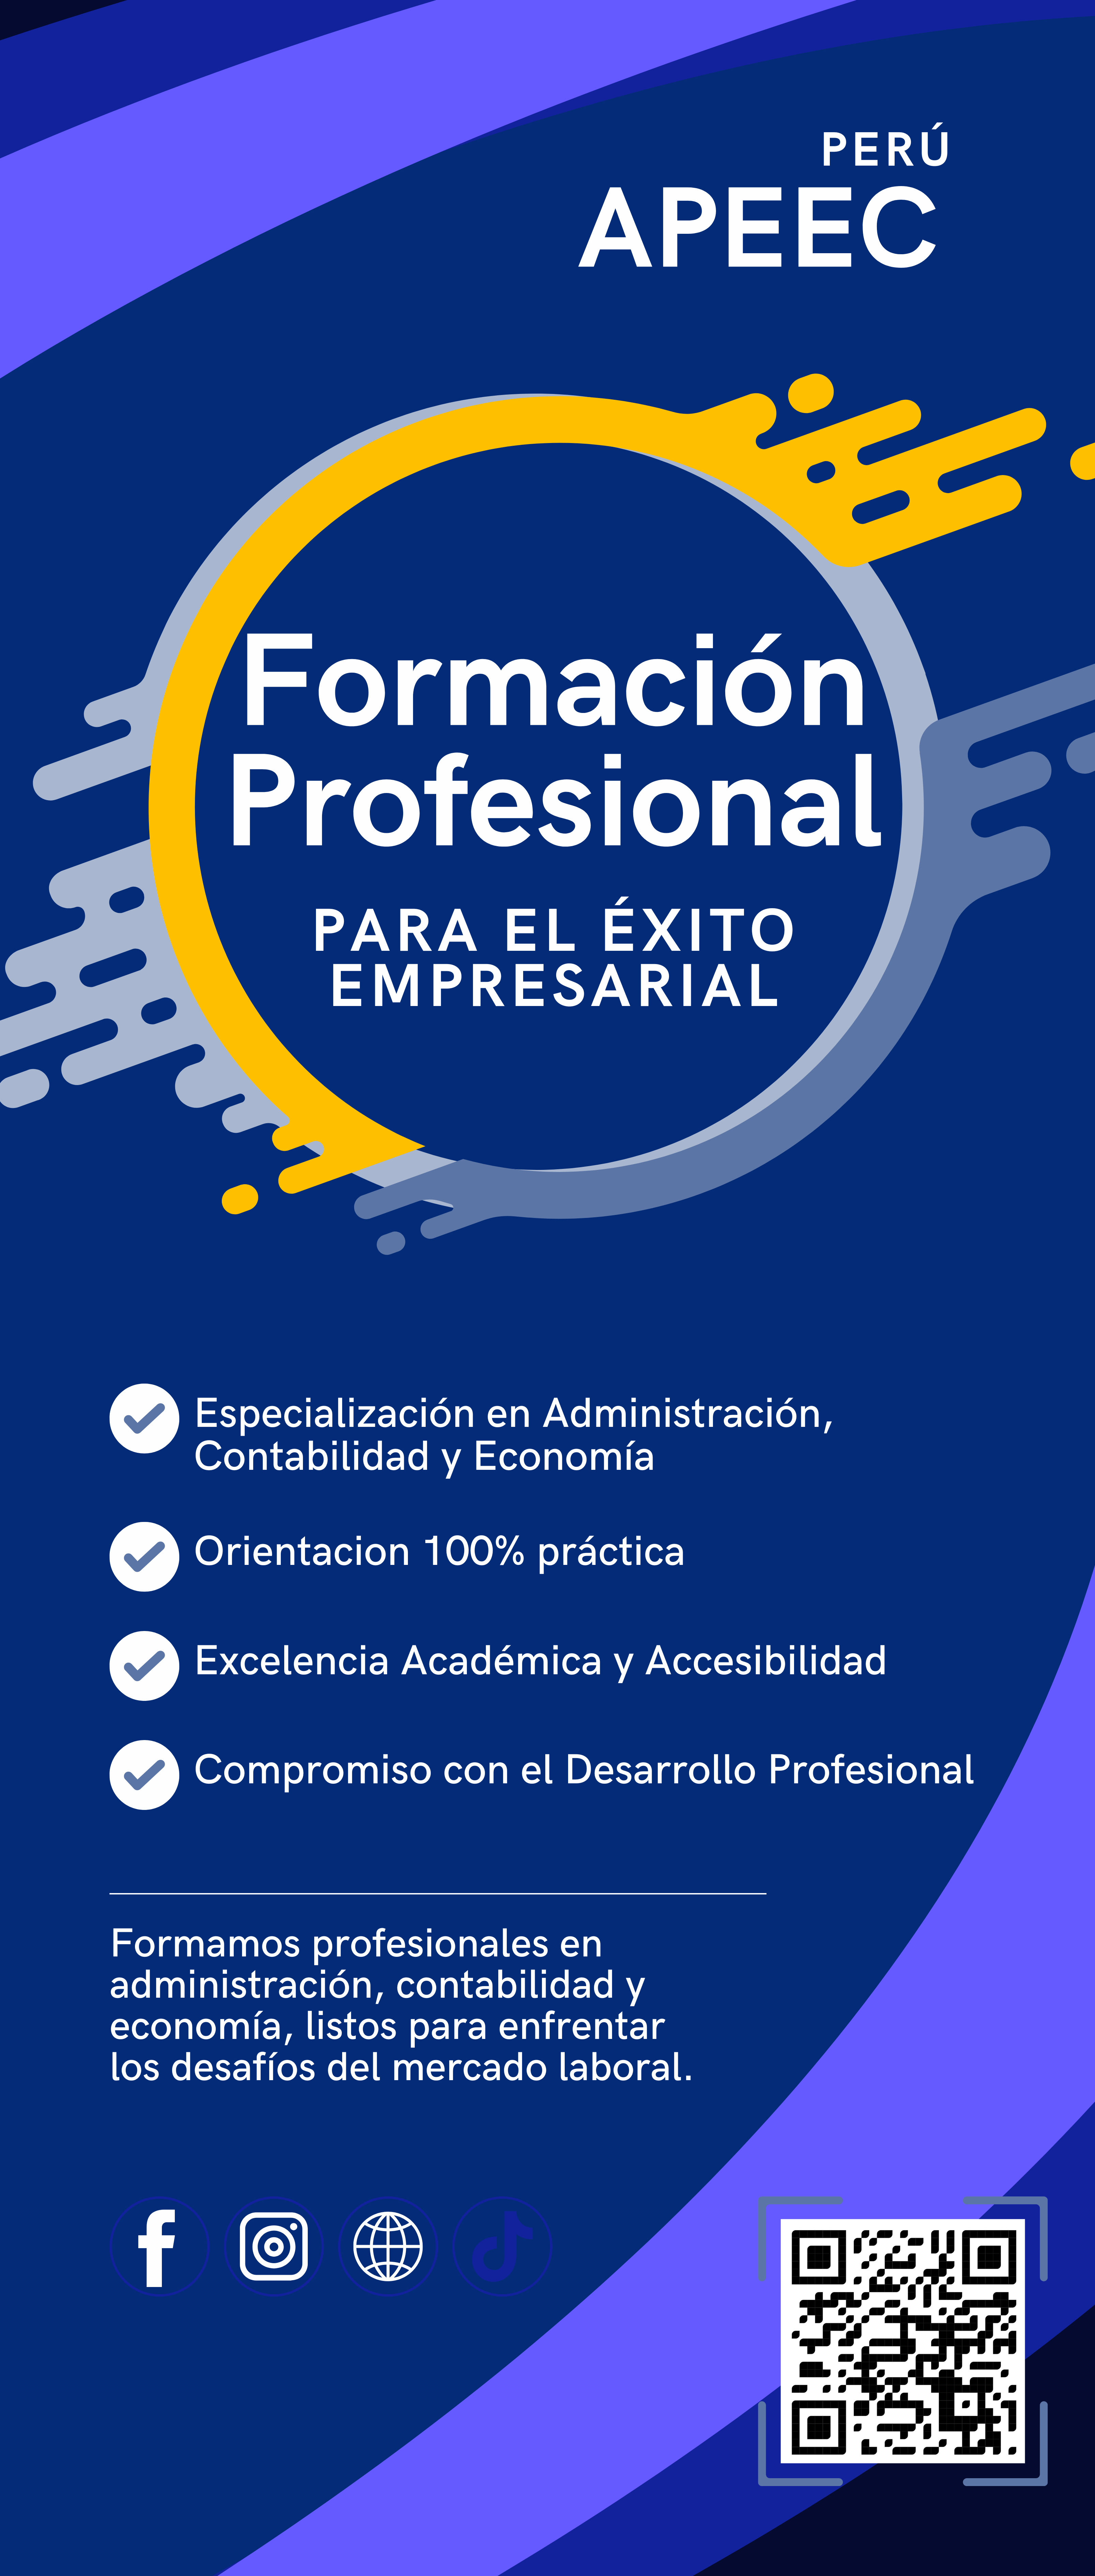 PERÚ
APEEC
Formación
Profesional
PARA EL ÉXITO
EMPRESARIAL
Especialización en Administración,
Contabilidad y Economía
Orientacion 100% práctica
Excelencia Académica y Accesibilidad
Compromiso con el Desarrollo Profesional
Formamos profesionales en
administración, contabilidad y
economía, listos para enfrentar
los desafíos del mercado laboral.